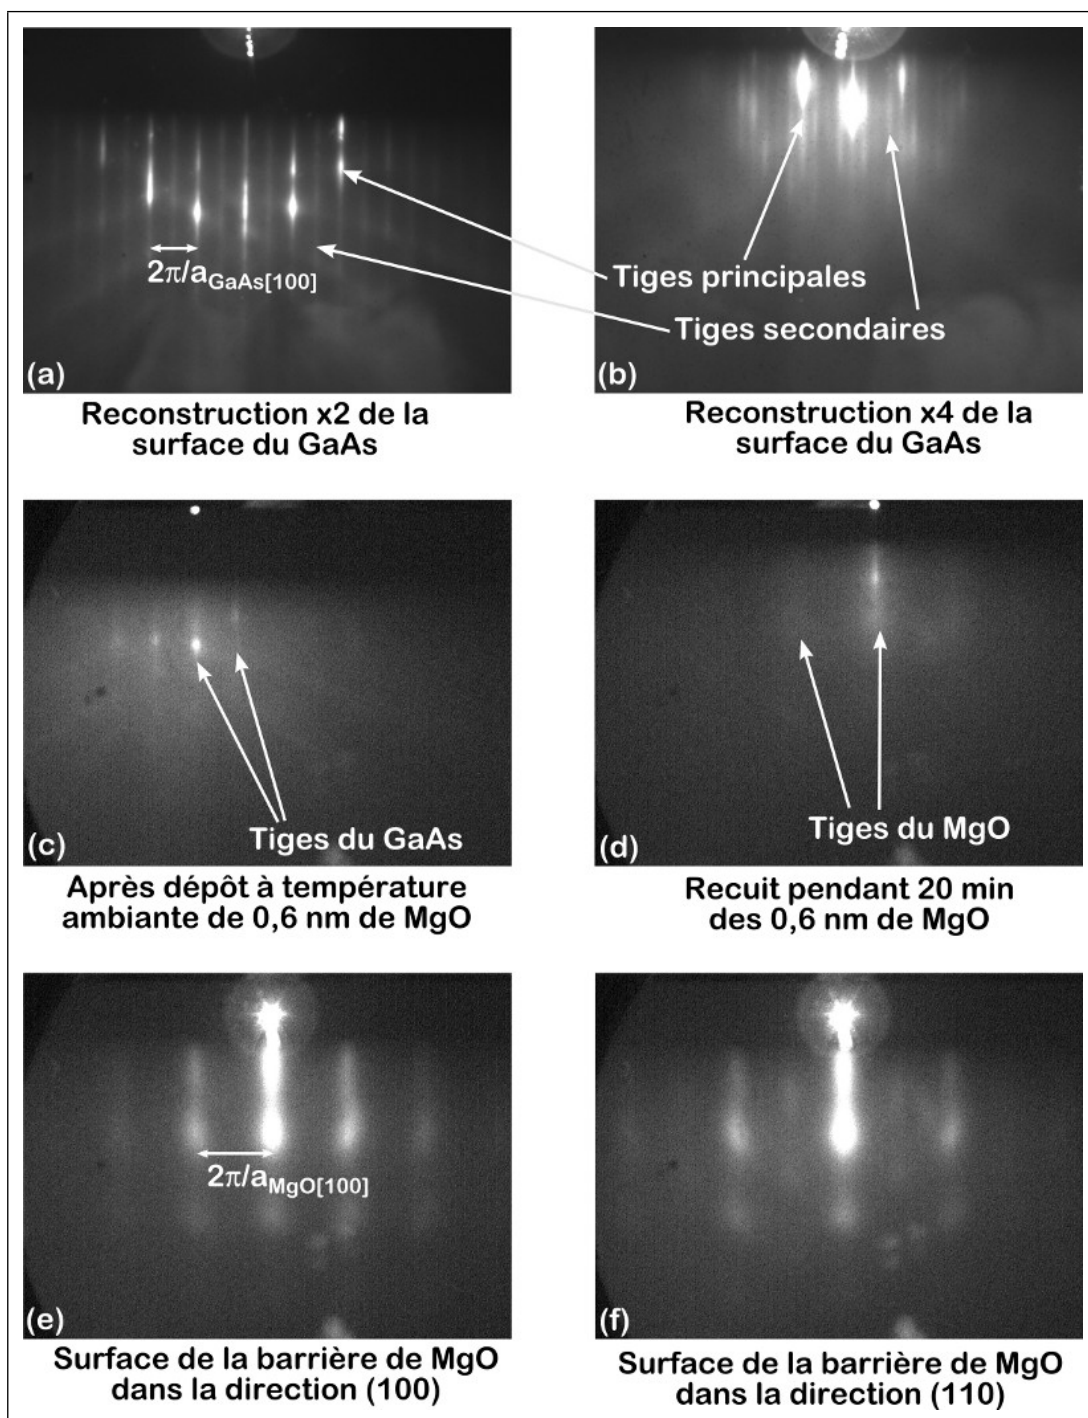 2π/aGaAs[100]
Tiges principales
Tiges secondaires
(a)
(b)
Reconstruction x2 de la
surface du GaAs
Reconstruction x4 de la
surface du GaAs
Tiges du GaAs
Tiges du MgO
(c)
(d)
Après dépôt à température
ambiante de 0,6 nm de MgO
Recuit pendant 20 min
des 0,6 nm de MgO
2π/aMgO[100]
(e)
(f)
Surface de la barrière de MgO
dans la direction (100)
Surface de la barrière de MgO
dans la direction (110)